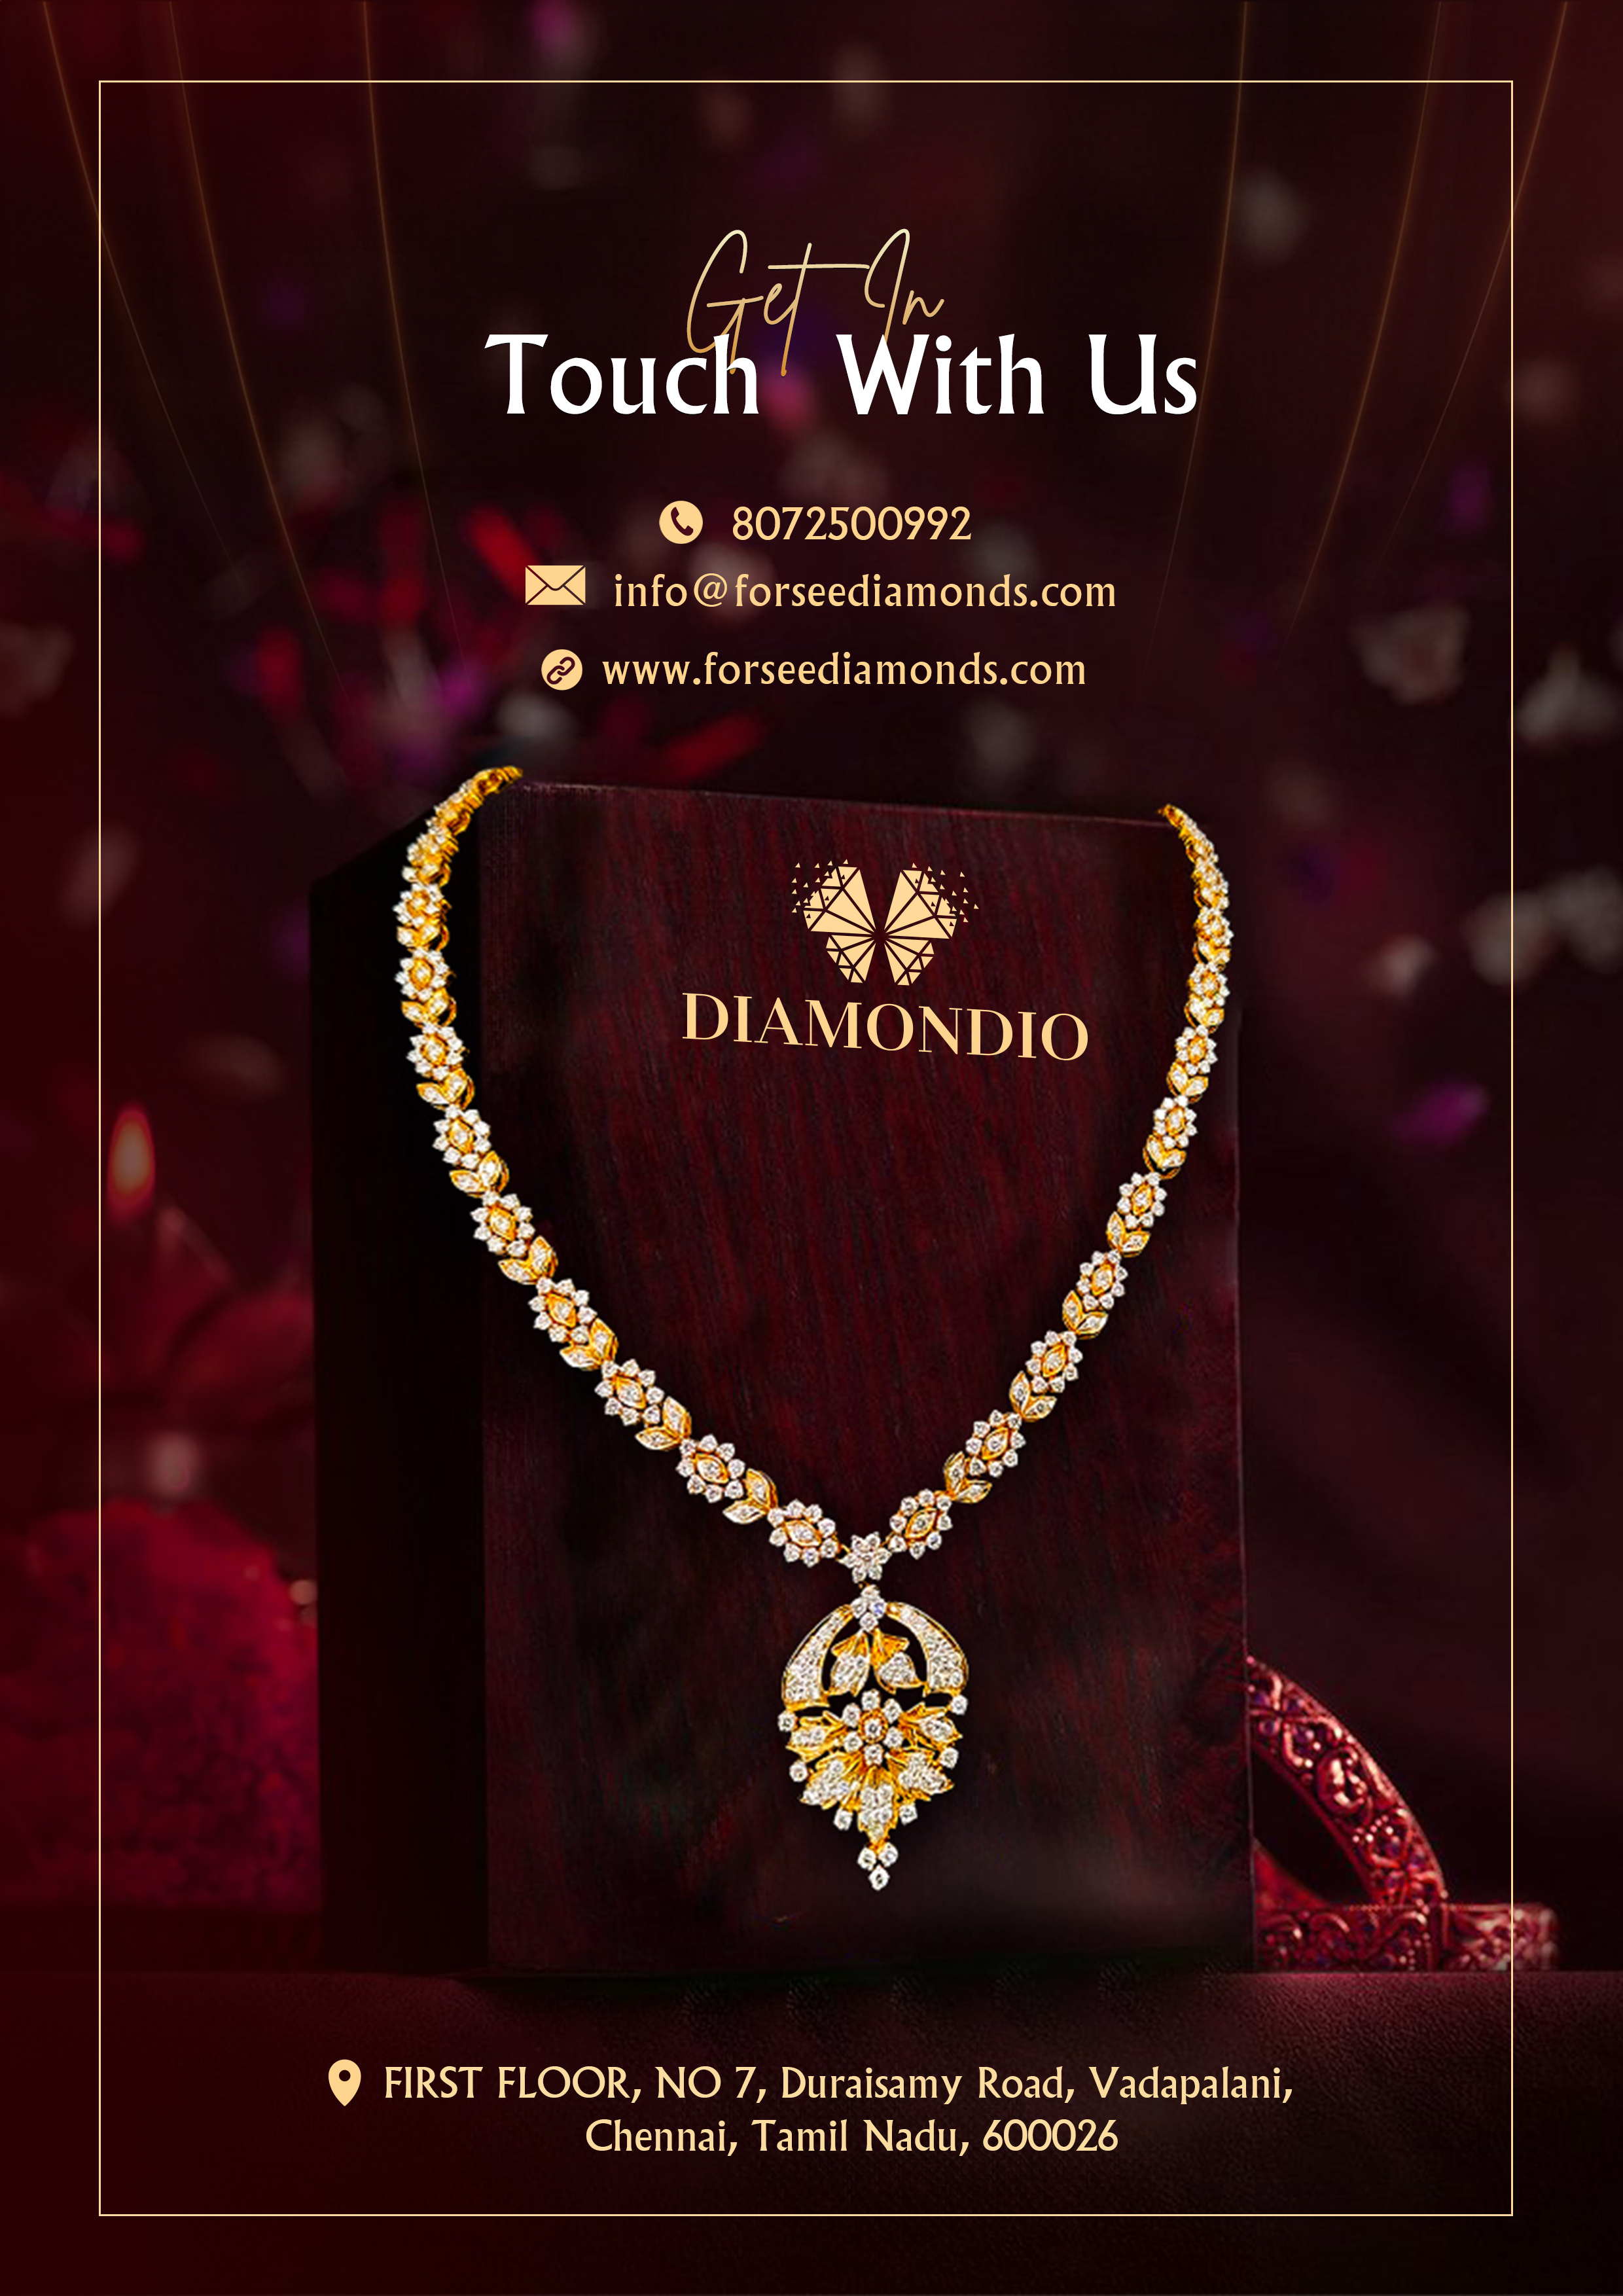 Get In
Touch With Us
8072500992
info@forseediamonds.com
www.forseediamonds.com
DIAMONDIO
FIRST FLOOR, NO 7, Duraisamy Road, Vadapalani,
Chennai, Tamil Nadu, 600026